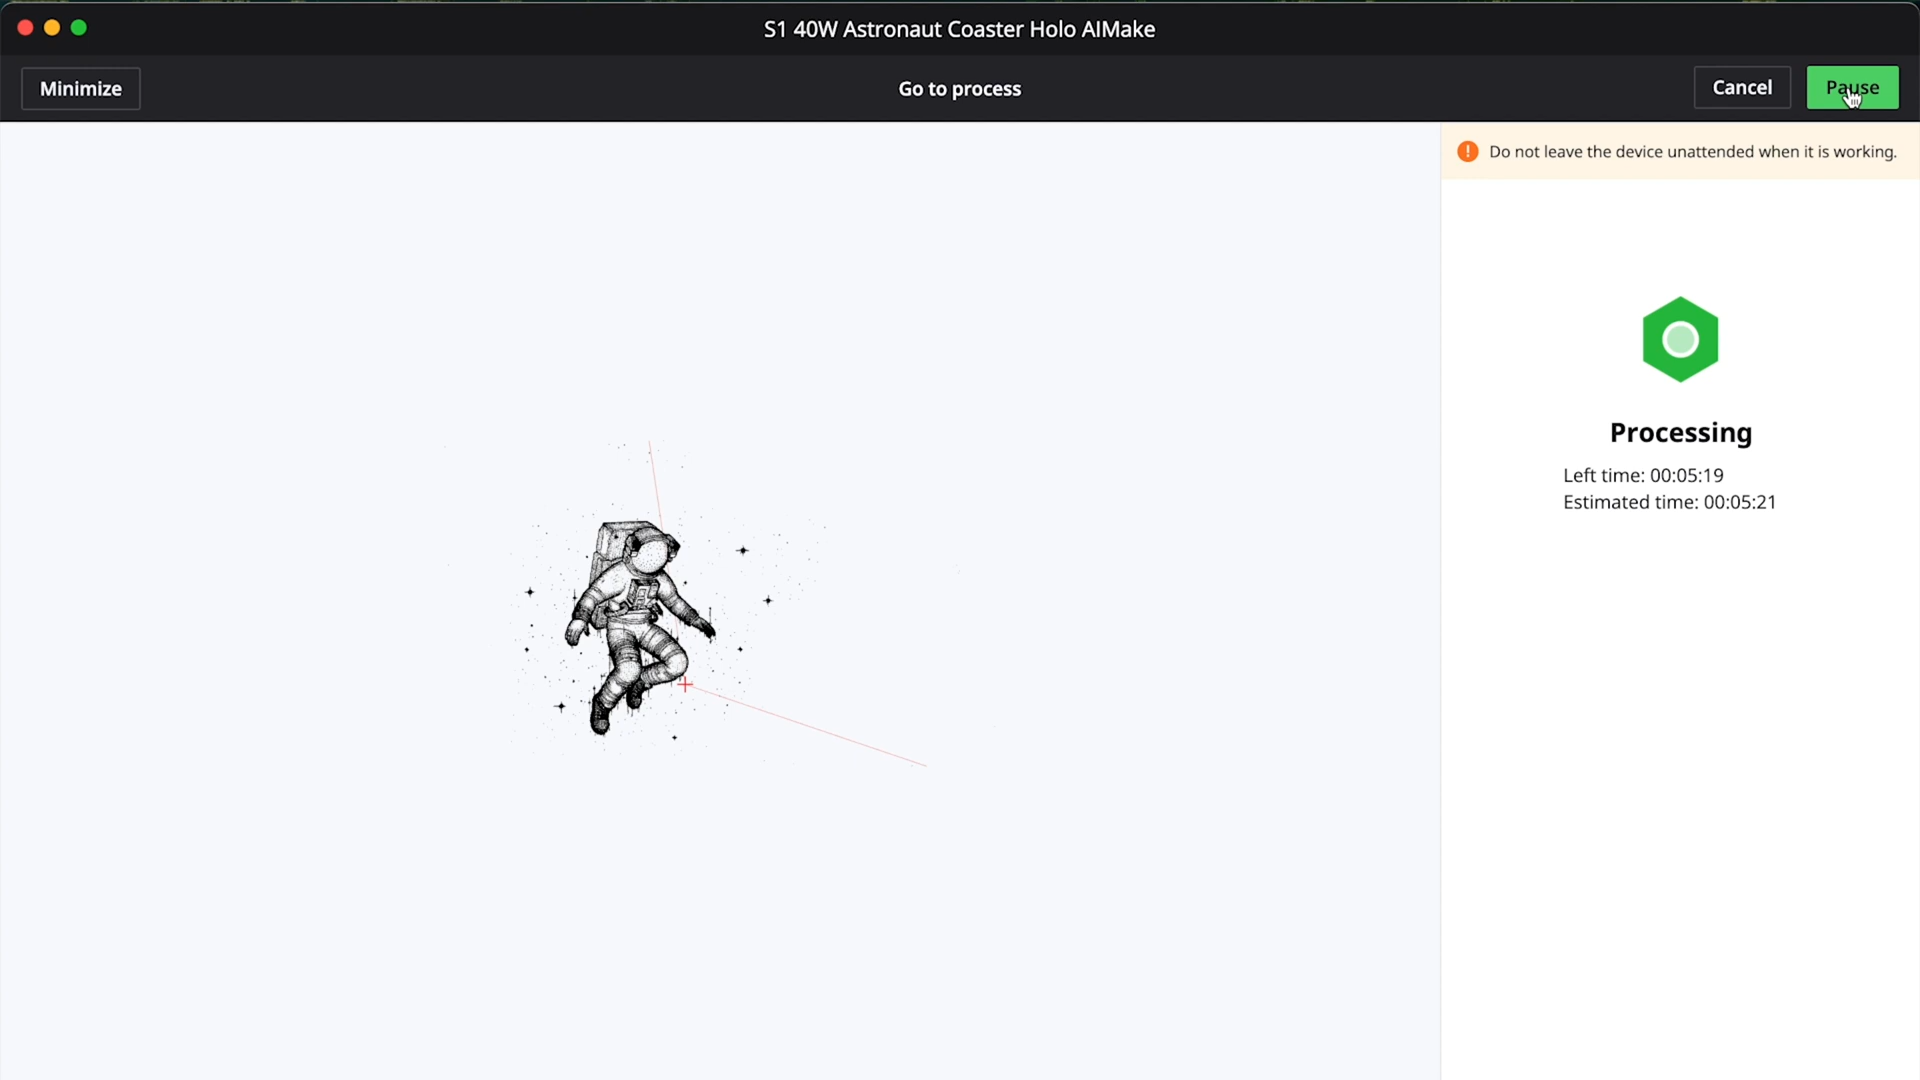 S1 40W Astronaut Coaster Holo AIMake
Minimize
Go to process
Cancel
Pause
Do not leave the device unattended when it is working.
Processing
Left time: 00:05:19
Estimated time: 00:05:21